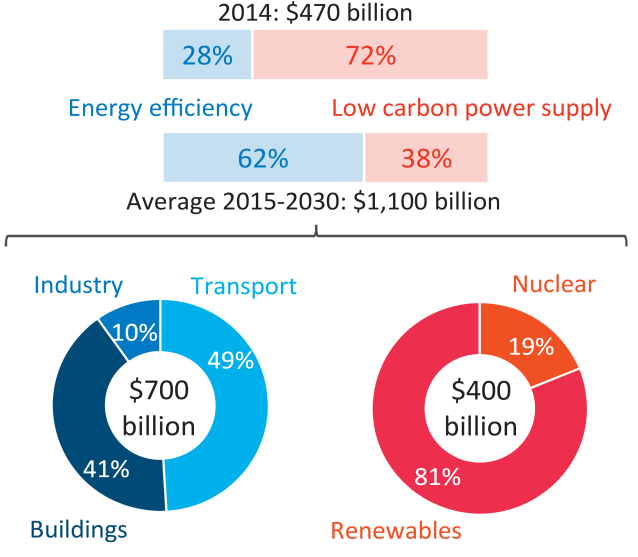 2014: $470 billion
28% 72%
Energy efficiency Low carbon power supply
62% 38%
Average 2015-2030: $1,100 billion
Industry Transport
10%
49%
$700
billion
41%
Buildings
Nuclear
19%
$400
billion
81%
Renewables